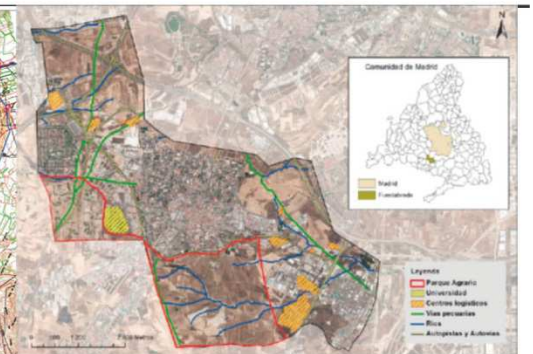 N
Comunidad de Madrid
Madrid
Fuenlabrada
Leyenda
Parque Agrario
Universidad
Centros logísticos
Vías pecuarias
Ríos
Autopistas y Autovías